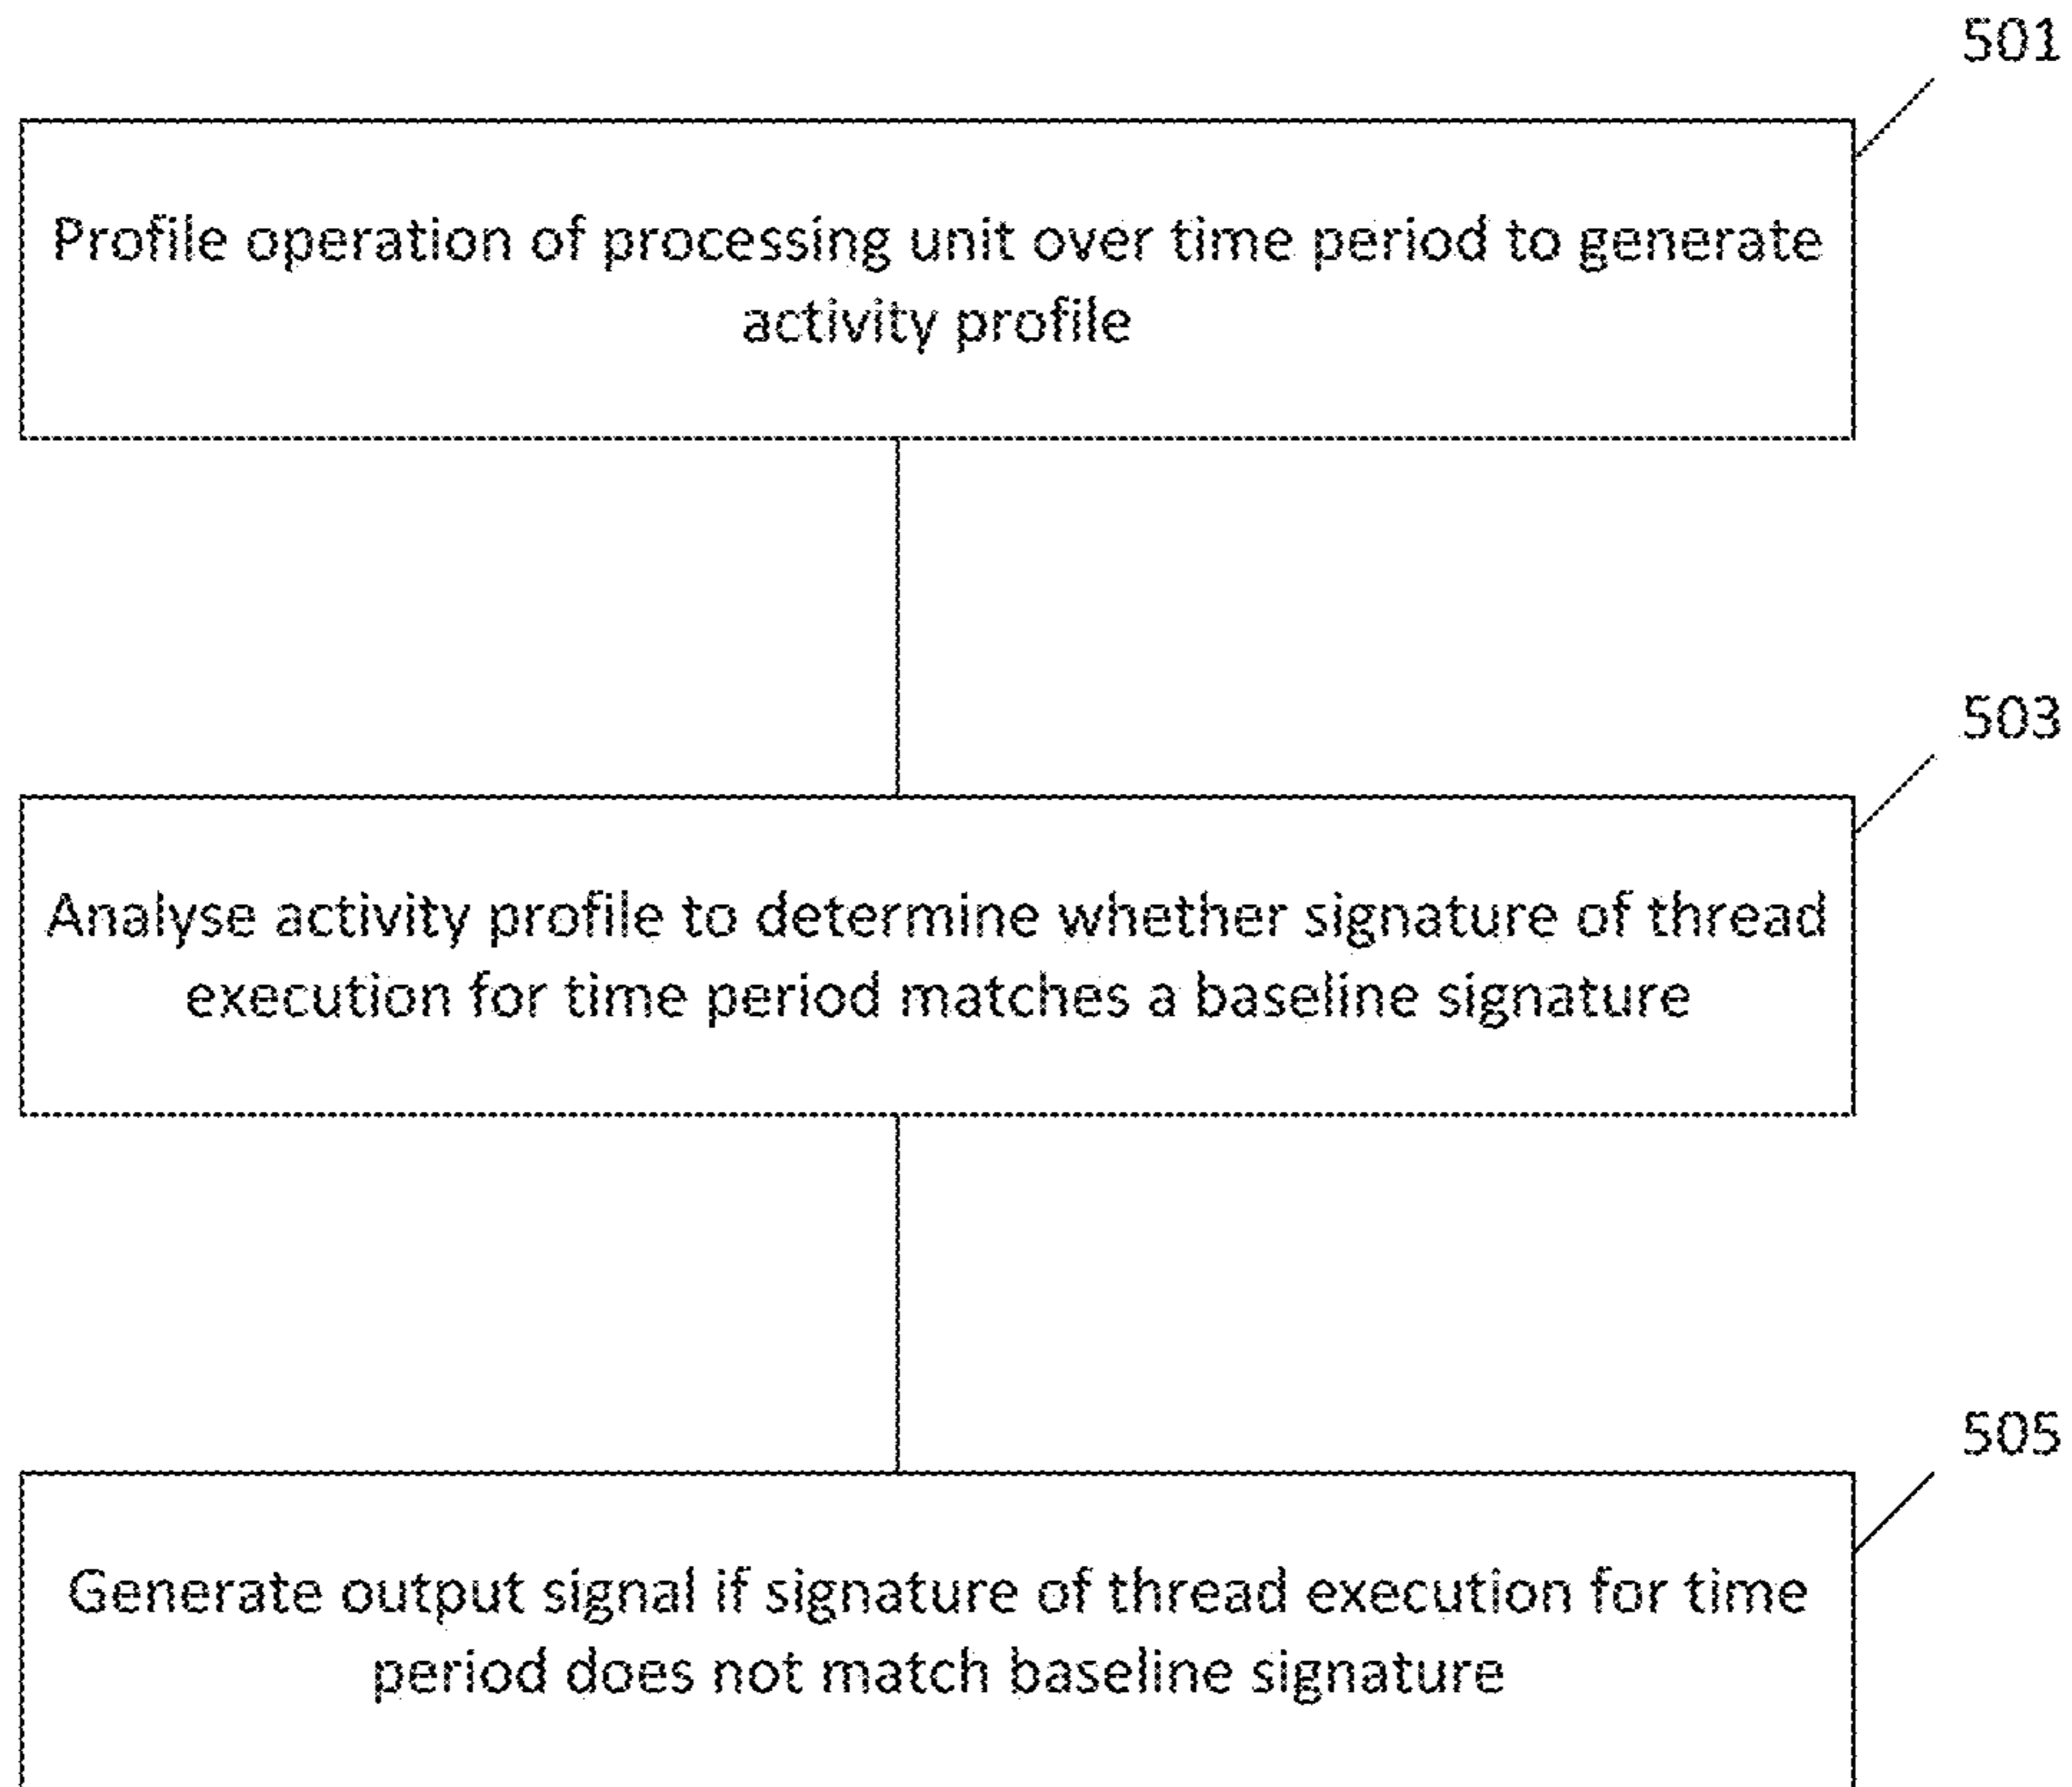 501
Profile operation of processing unit over time period to generate
activity profile
503
Analyse activity profile to determine whether signature of thread
execution for time period matches a baseline signature
505
Generate output signal if signature of thread execution for time
period does not match baseline signature